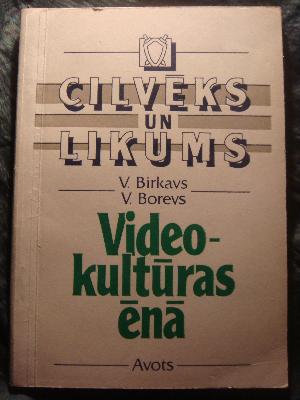 CILVĒKS
UN
LIKUMS
V. Birkavs
V. Borevs
Video-
kultūras
ēnā
Avots